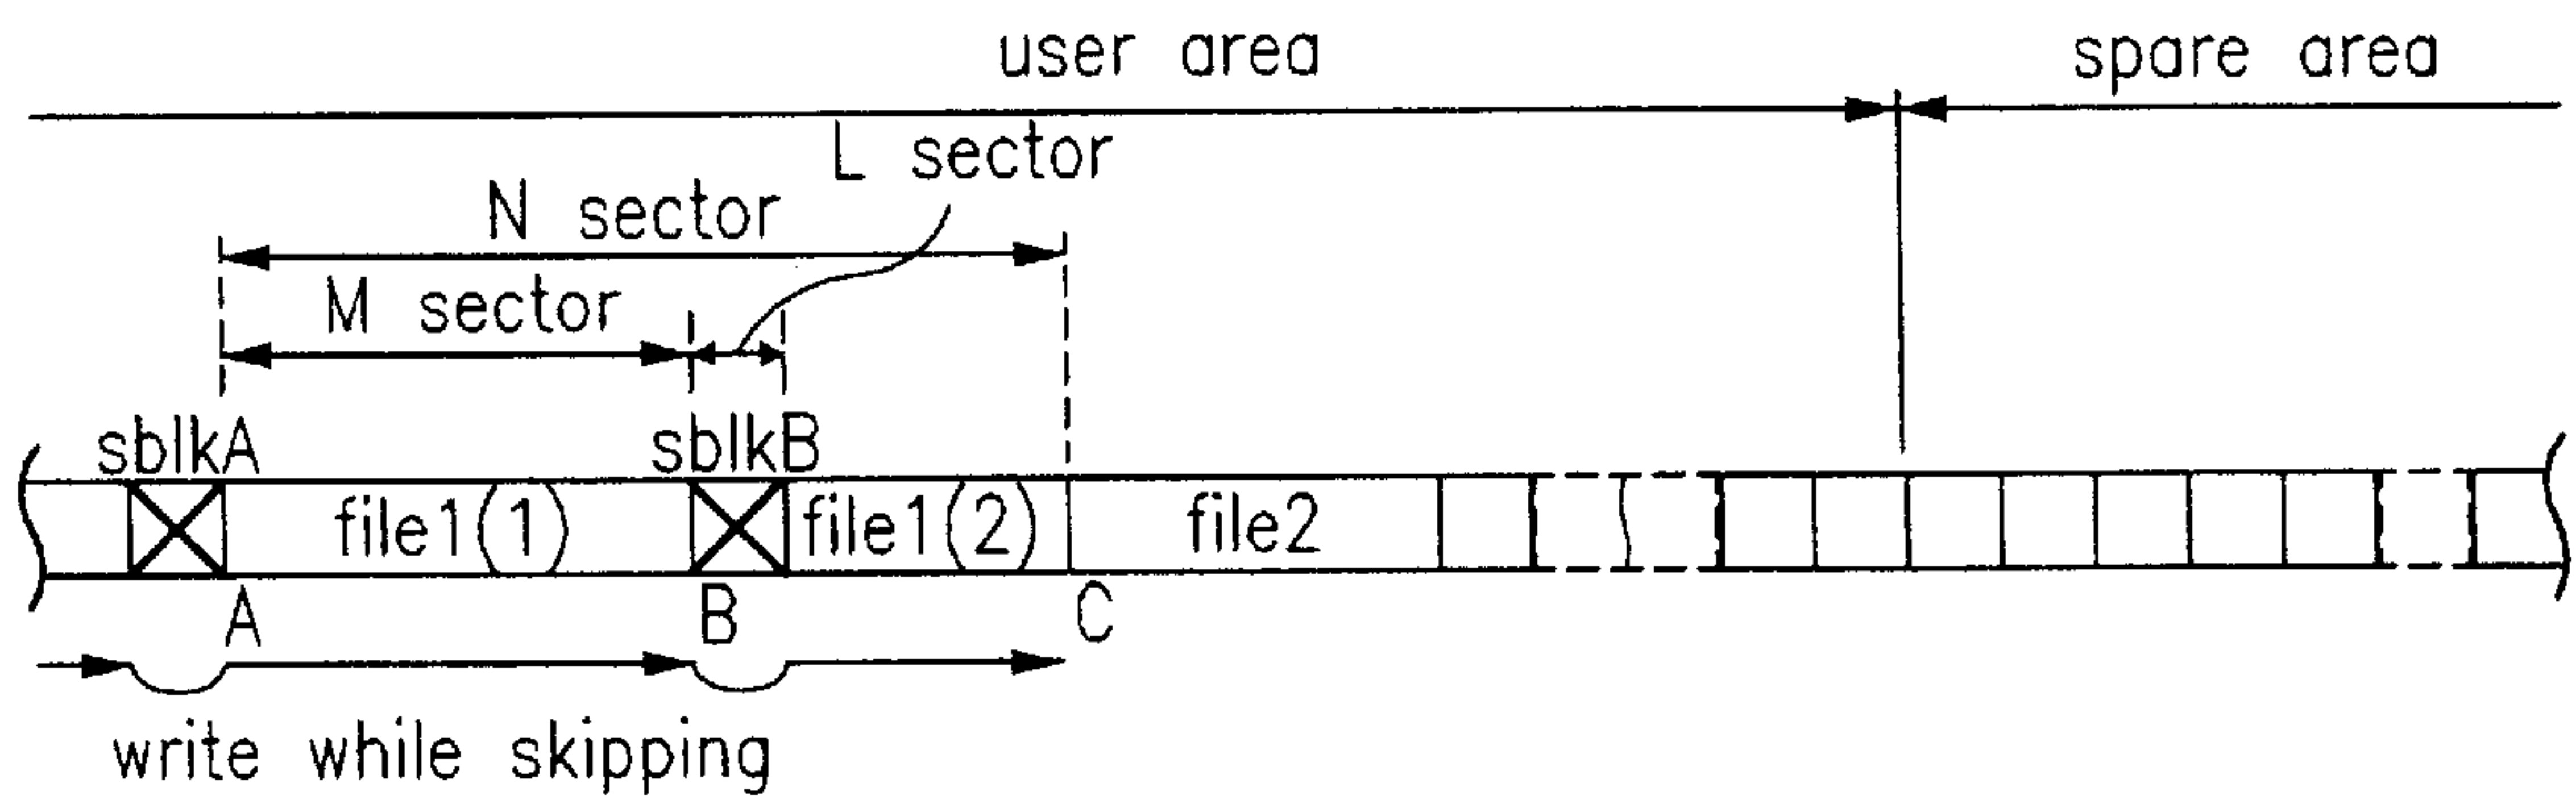 user area
spare area
L sector
N sector
M sector
sblkA
sblkB
file1(1)
file1(2)
file2
A
B
C
write while skipping